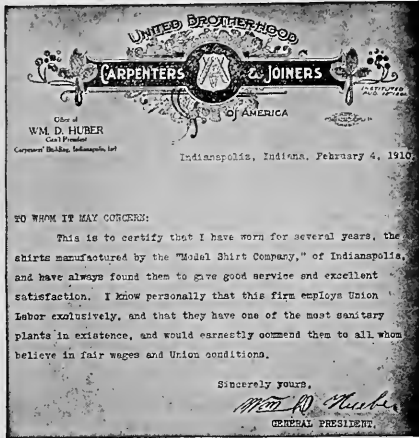 UNITED BROTHERHOOD
CARPENTERS & JOINERS
OF AMERICA
INSTITUTED
AUG. 12 1881
Office of
WM. D. HUBER
Gen'l President
Carpenters' Building, Indianapolis, Ind.
Indianapolis, Indiana, February 4, 1910.
TO WHOM IT MAY CONCERN:
This is to certify that I have worn for several years, the
shirts manufactured by the "Model Shirt Company," of Indianapolis,
and have always found them to gave good service and excellent
satisfaction. I know personally that this firm employs Union
Labor exclusively, and that they have one of the most sanitary
plants in existence, and would earnestly commend them to all whom
believe in fair wages and Union conditions.
Sincerely yours,
Wm D Huber
GENERAL PRESIDENT.